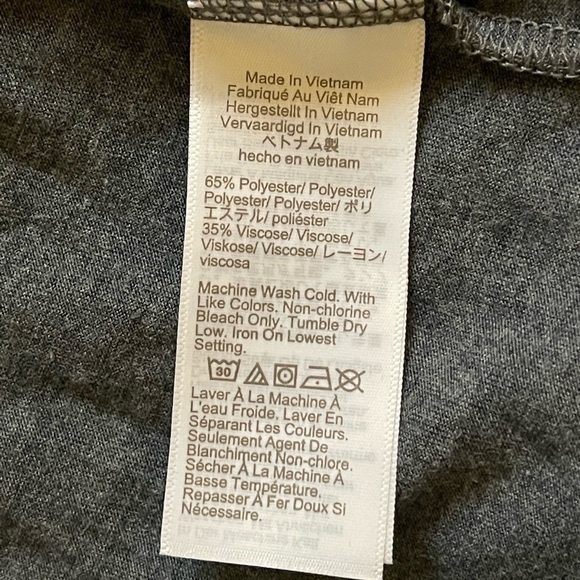 Made In Vietnam
Fabriqué Au Viêt Nam
Hergestellt In Vietnam
Vervaardigd In Vietnam
ベトナム製
hecho en vietnam
65% Polyester/ Polyester/
Polyester/ Polyester/ ポリ
エステル/ poliéster
35% Viscose/ Viscose/
Viskose/ Viscose/ レーヨン/
viscosa
Machine Wash Cold. With
Like Colors. Non-chlorine
Bleach Only. Tumble Dry
Low. Iron On Lowest
Setting.
30
Laver À La Machine À
L'eau Froide. Laver En
Séparant Les Couleurs.
Seulement Agent De
Blanchiment Non-chlore.
Sécher À La Machine À
Basse Température.
Repasser À Fer Doux Si
Nécessaire.